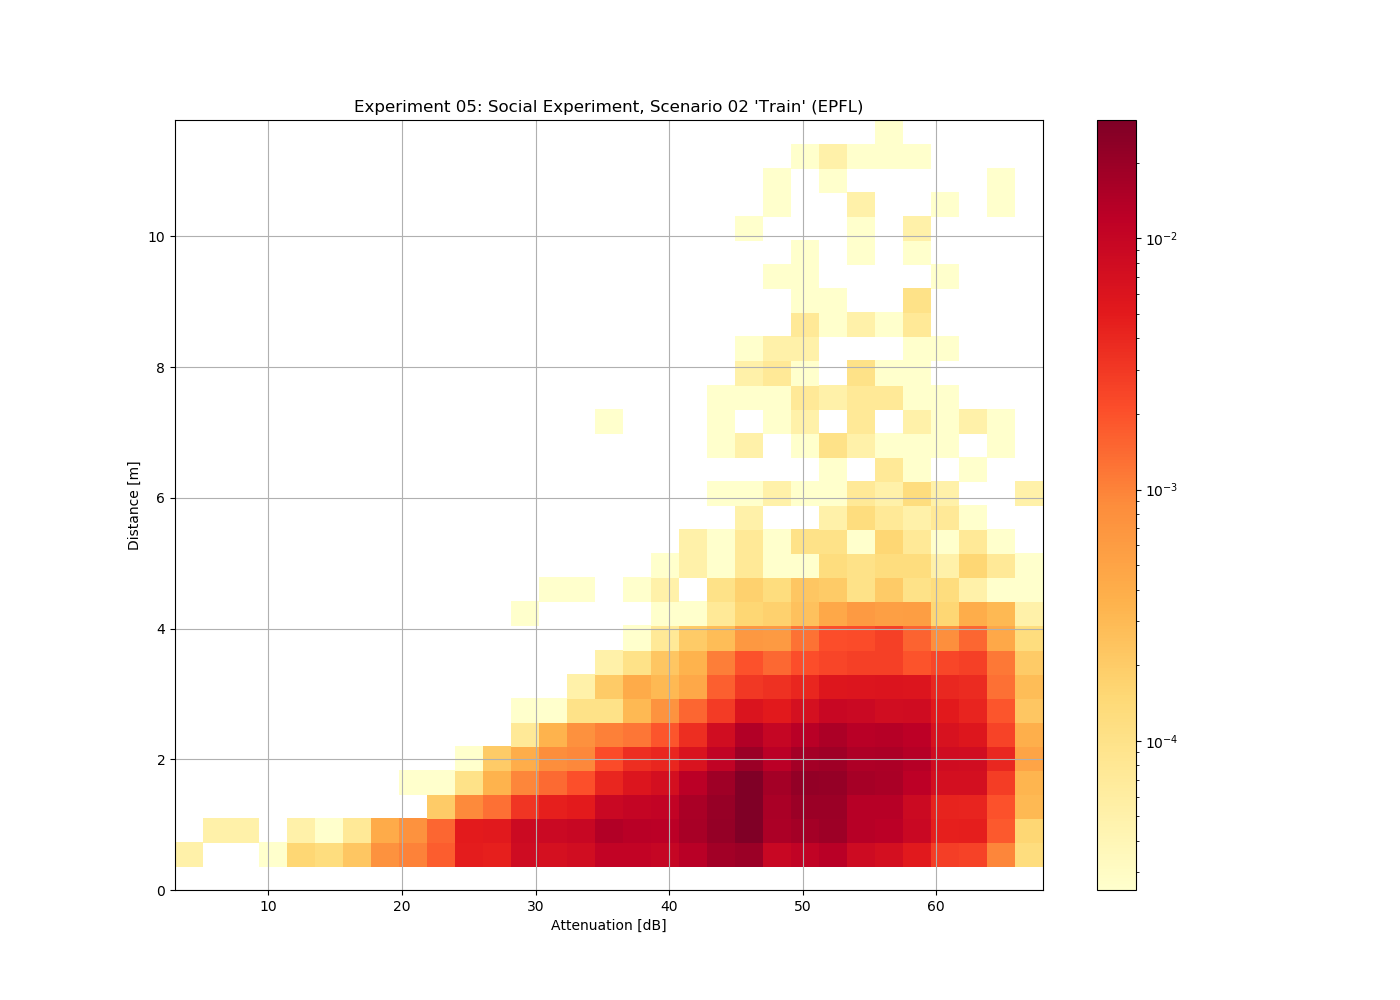 Experiment 05: Social Experiment, Scenario 02 'Train' (EPFL)
10
8
6
4
2
0
Distance [m]
10 20 30 40 50 60
Attenuation [dB]
10⁻²
10⁻³
10⁻⁴